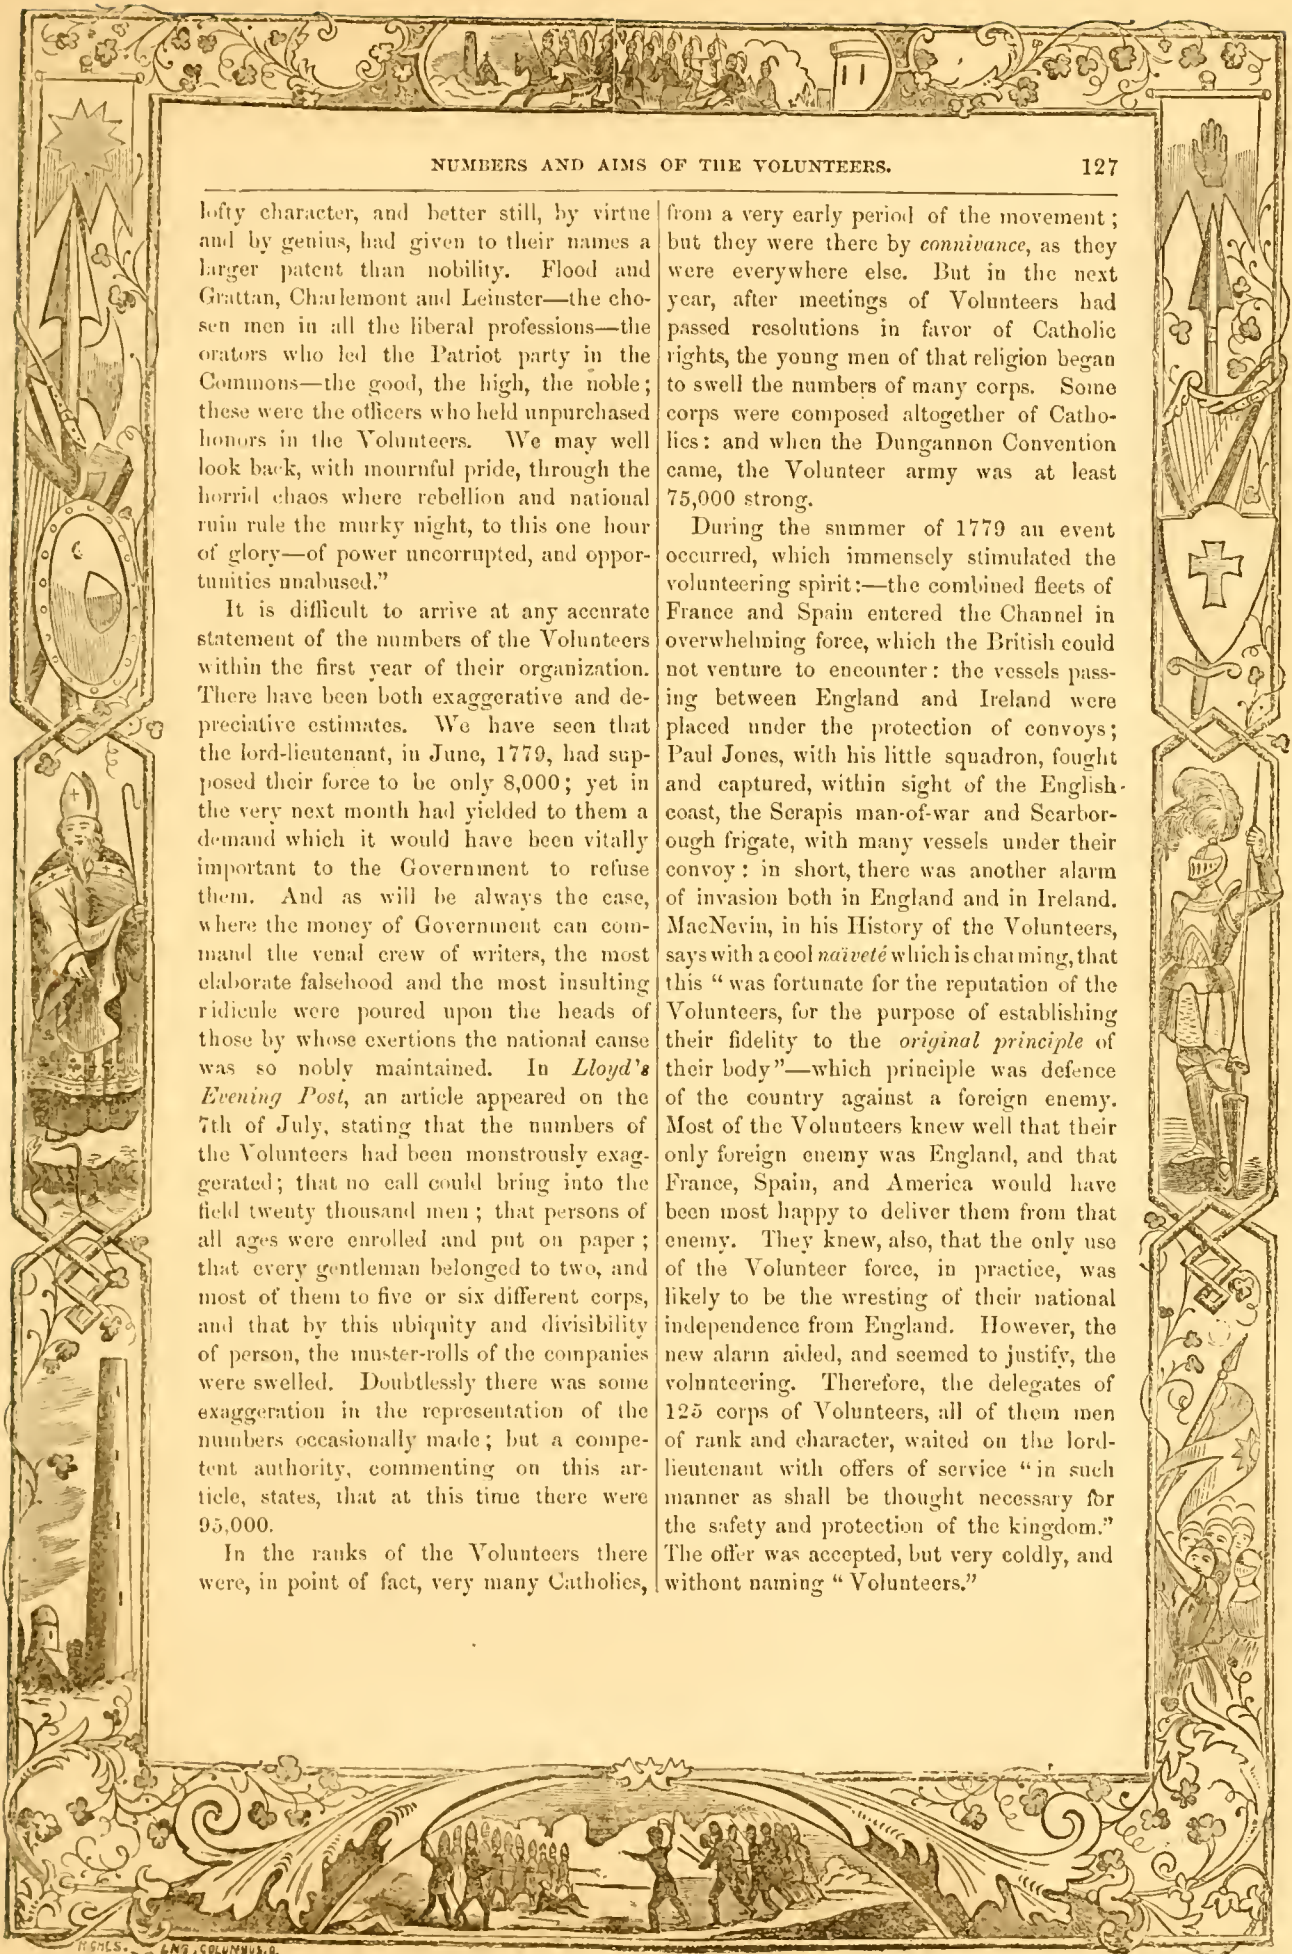 NUMBERS AND AIMS OF THE VOLUNTEERS. 127
lofty character, and better still, by virtue
and by genius, had given to their names a
larger patent than nobility. Flood and
Grattan, Charlemont and Leinster—the cho-
sen men in all the liberal professions—the
orators who led the Patriot party in the
Commons—the good, the high, the noble;
these were the officers who held unpurchased
honors in the Volunteers. We may well
look back, with mournful pride, through the
horrid chaos where rebellion and national
ruin rule the murky night, to this one hour
of glory—of power uncorrupted, and oppor-
tunities unabused.”
It is difficult to arrive at any accurate
statement of the numbers of the Volunteers
within the first year of their organization.
There have been both exaggerative and de-
preciative estimates. We have seen that
the lord-lieutenant, in June, 1779, had sup-
posed their force to be only 8,000; yet in
the very next month had yielded to them a
demand which it would have been vitally
important to the Government to refuse
them. And as will be always the case,
where the money of Government can com-
mand the venal crew of writers, the most
elaborate falsehood and the most insulting
ridicule were poured upon the heads of
those by whose exertions the national cause
was so nobly maintained. In Lloyd's
Evening Post, an article appeared on the
7th of July, stating that the numbers of
the Volunteers had been monstrously exag-
gerated; that no call could bring into the
field twenty thousand men; that persons of
all ages were enrolled and put on paper;
that every gentleman belonged to two, and
most of them to five or six different corps,
and that by this ubiquity and divisibility
of person, the muster-rolls of the companies
were swelled. Doubtlessly there was some
exaggeration in the representation of the
numbers occasionally made; but a compe-
tent authority, commenting on this ar-
ticle, states, that at this time there were
95,000.
In the ranks of the Volunteers there
were, in point of fact, very many Catholics,
from a very early period of the movement;
but they were there by connivance, as they
were everywhere else. But in the next
year, after meetings of Volunteers had
passed resolutions in favor of Catholic
rights, the young men of that religion began
to swell the numbers of many corps. Some
corps were composed altogether of Catho-
lics: and when the Dungannon Convention
came, the Volunteer army was at least
75,000 strong.
During the summer of 1779 an event
occurred, which immensely stimulated the
volunteering spirit:—the combined fleets of
France and Spain entered the Channel in
overwhelming force, which the British could
not venture to encounter: the vessels pass-
ing between England and Ireland were
placed under the protection of convoys;
Paul Jones, with his little squadron, fought
and captured, within sight of the English
coast, the Serapis man-of-war and Scarbor-
ough frigate, with many vessels under their
convoy: in short, there was another alarm
of invasion both in England and in Ireland.
MacNevin, in his History of the Volunteers,
says with a cool naïveté which is charming, that
this “was fortunate for the reputation of the
Volunteers, for the purpose of establishing
their fidelity to the original principle of
their body”—which principle was defence
of the country against a foreign enemy.
Most of the Volunteers knew well that their
only foreign enemy was England, and that
France, Spain, and America would have
been most happy to deliver them from that
enemy. They knew, also, that the only use
of the Volunteer force, in practice, was
likely to be the wresting of their national
independence from England. However, the
new alarm aided, and seemed to justify, the
volunteering. Therefore, the delegates of
125 corps of Volunteers, all of them men
of rank and character, waited on the lord-
lieutenant with offers of service “in such
manner as shall be thought necessary for
the safety and protection of the kingdom.”
The offer was accepted, but very coldly, and
without naming “Volunteers.”
COLUMBUS.O.